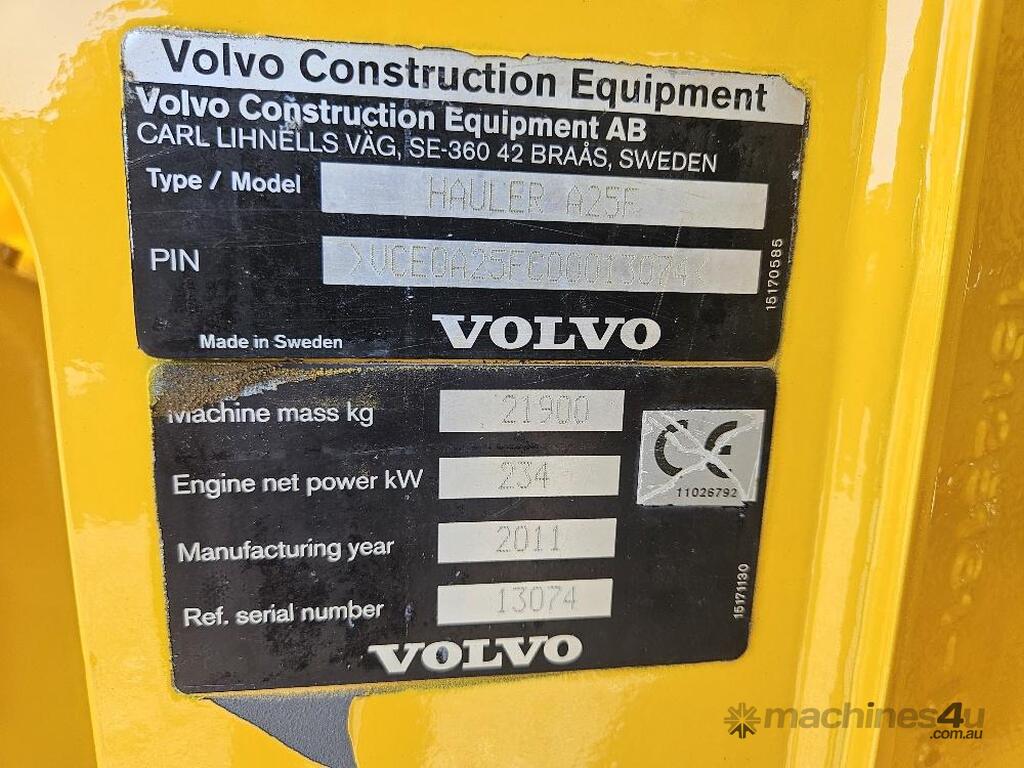 Volvo Construction Equipment
Volvo Construction Equipment AB
CARL LIHNELLS VÄG, SE-360 42 BRAÅS, SWEDEN
Type / Model HAULER A25F
PIN >VCE0A25FC00013074<
15170585
Made in Sweden VOLVO
Machine mass kg 21900
CE
11026792
Engine net power kW 234
Manufacturing year 2011
Ref. serial number 13074
15171130
VOLVO
machines4u
.com.au